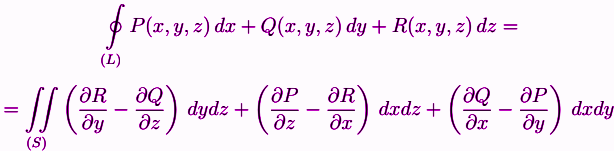 ∮_(L) P(x, y, z) dx + Q(x, y, z) dy + R(x, y, z) dz =
= ∬_(S) (∂R/∂y − ∂Q/∂z) dydz + (∂P/∂z − ∂R/∂x) dxdz + (∂Q/∂x − ∂P/∂y) dxdy